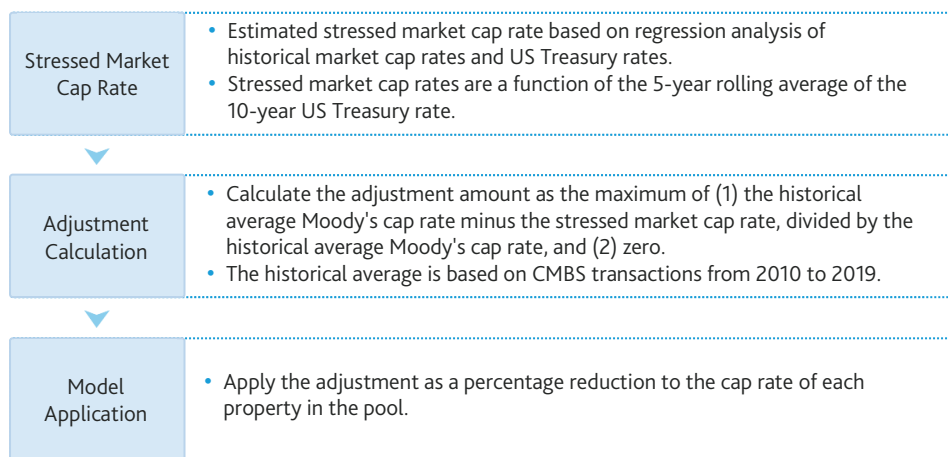 Stressed Market
Cap Rate
• Estimated stressed market cap rate based on regression analysis of
historical market cap rates and US Treasury rates.
• Stressed market cap rates are a function of the 5-year rolling average of the
10-year US Treasury rate.
Adjustment
Calculation
• Calculate the adjustment amount as the maximum of (1) the historical
average Moody's cap rate minus the stressed market cap rate, divided by the
historical average Moody's cap rate, and (2) zero.
• The historical average is based on CMBS transactions from 2010 to 2019.
Model
Application
• Apply the adjustment as a percentage reduction to the cap rate of each
property in the pool.